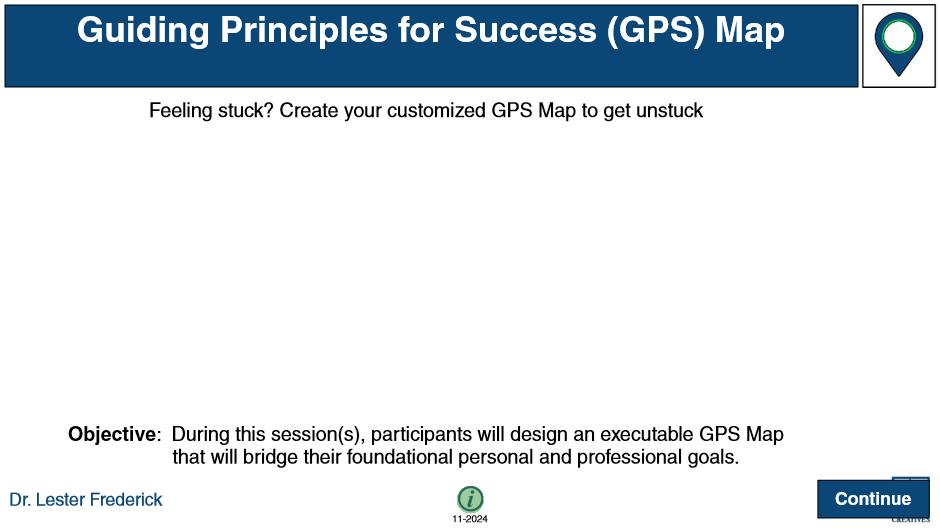 Guiding Principles for Success (GPS) Map
Feeling stuck? Create your customized GPS Map to get unstuck
Objective: During this session(s), participants will design an executable GPS Map
that will bridge their foundational personal and professional goals.
Dr. Lester Frederick
i
11-2024
Continue
CREATIVES